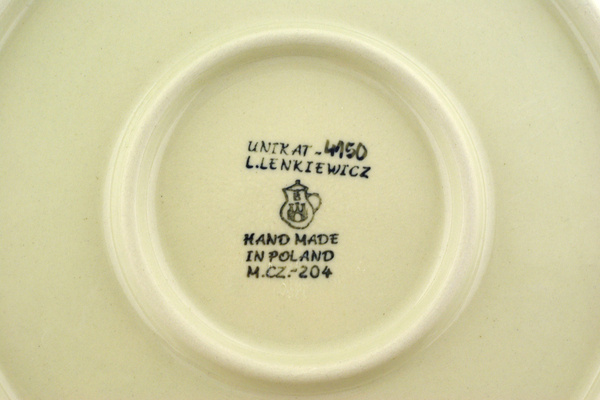 UNIKAT-4150
L.LENKIEWICZ
B
HAND MADE
IN POLAND
M.CZ.-204